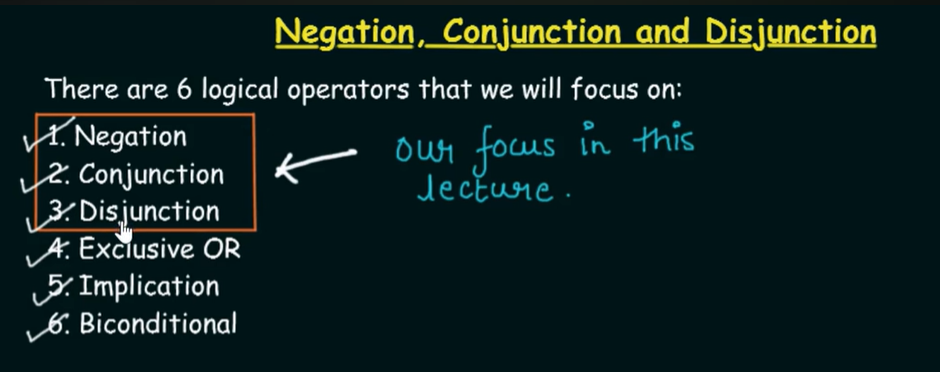 Negation, Conjunction and Disjunction
There are 6 logical operators that we will focus on:
1. Negation
2. Conjunction
3. Disjunction
4. Exclusive OR
5. Implication
6. Biconditional
our focus in this
lecture.